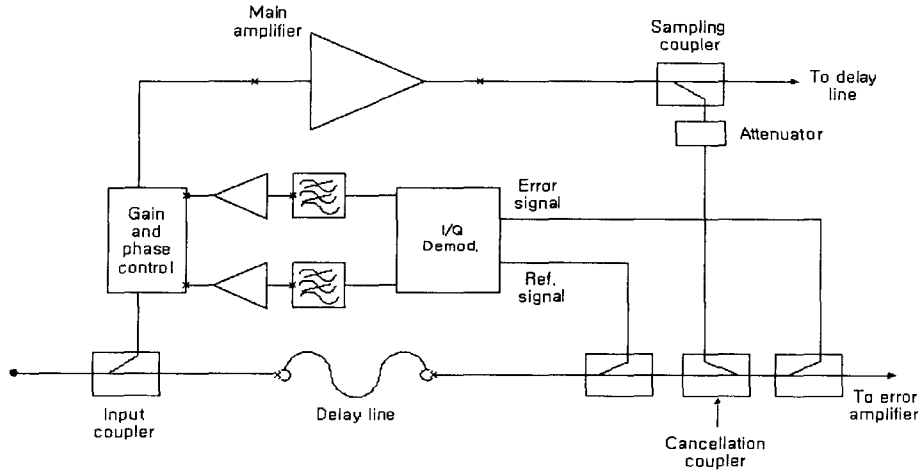 Main
amplifier
Sampling
coupler
To delay
line
Attenuator
Error
signal
Gain
and
phase
control
I/Q
Demod.
Ref.
signal
Input
coupler
Delay line
Cancellation
coupler
To error
amplifier